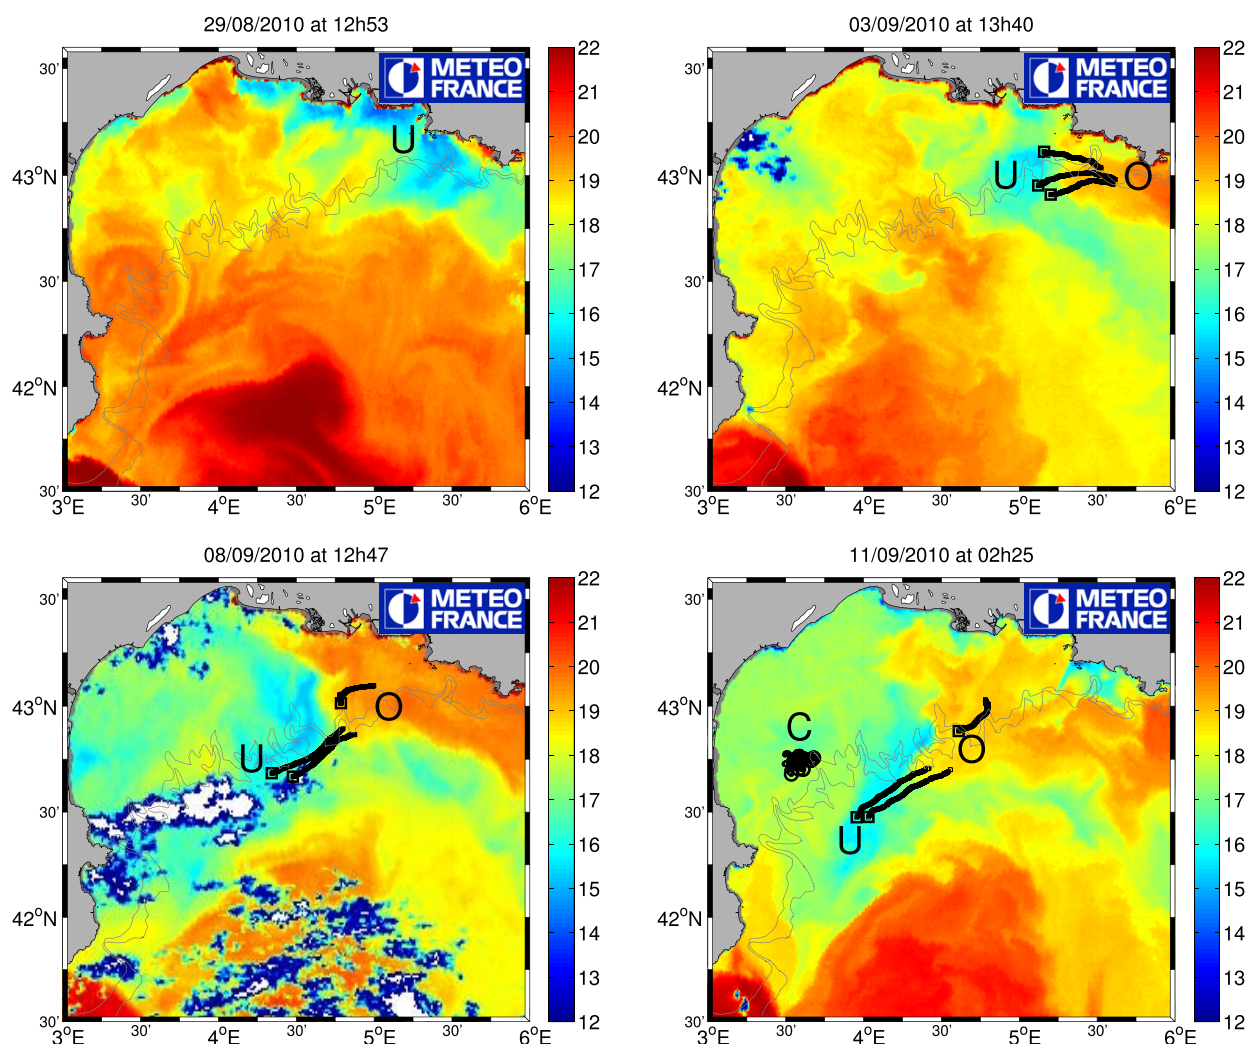 29/08/2010 at 12h53
METEO
FRANCE
U
30'
43°N
30'
42°N
30'
3°E
30'
4°E
30'
5°E
30'
6°E
22
21
20
19
18
17
16
15
14
13
12
03/09/2010 at 13h40
METEO
FRANCE
U
O
30'
43°N
30'
42°N
30'
3°E
30'
4°E
30'
5°E
30'
6°E
22
21
20
19
18
17
16
15
14
13
12
08/09/2010 at 12h47
METEO
FRANCE
O
U
30'
43°N
30'
42°N
30'
3°E
30'
4°E
30'
5°E
30'
6°E
22
21
20
19
18
17
16
15
14
13
12
11/09/2010 at 02h25
METEO
FRANCE
C
O
U
30'
43°N
30'
42°N
30'
3°E
30'
4°E
30'
5°E
30'
6°E
22
21
20
19
18
17
16
15
14
13
12